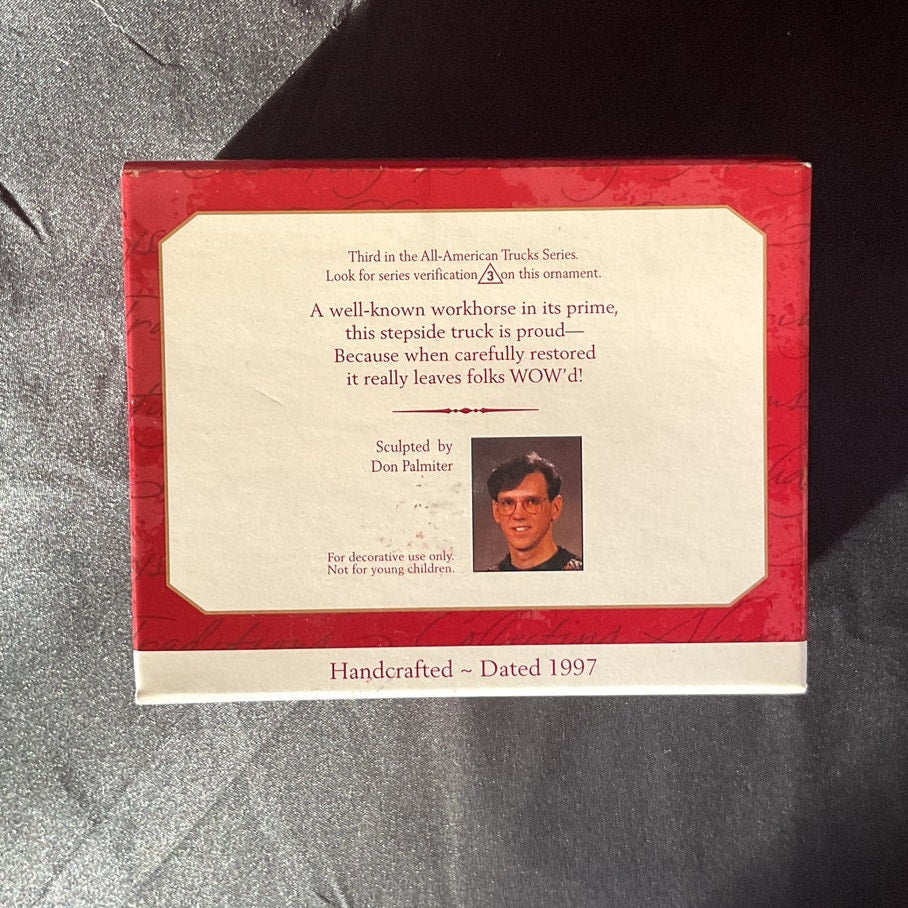 Third in the All-American Trucks Series.
Look for series verification 3 on this ornament.
A well-known workhorse in its prime,
this stepside truck is proud—
Because when carefully restored
it really leaves folks WOW'd!
Sculpted by
Don Palmiter
For decorative use only.
Not for young children.
Traditions Collecting
Handcrafted ~ Dated 1997